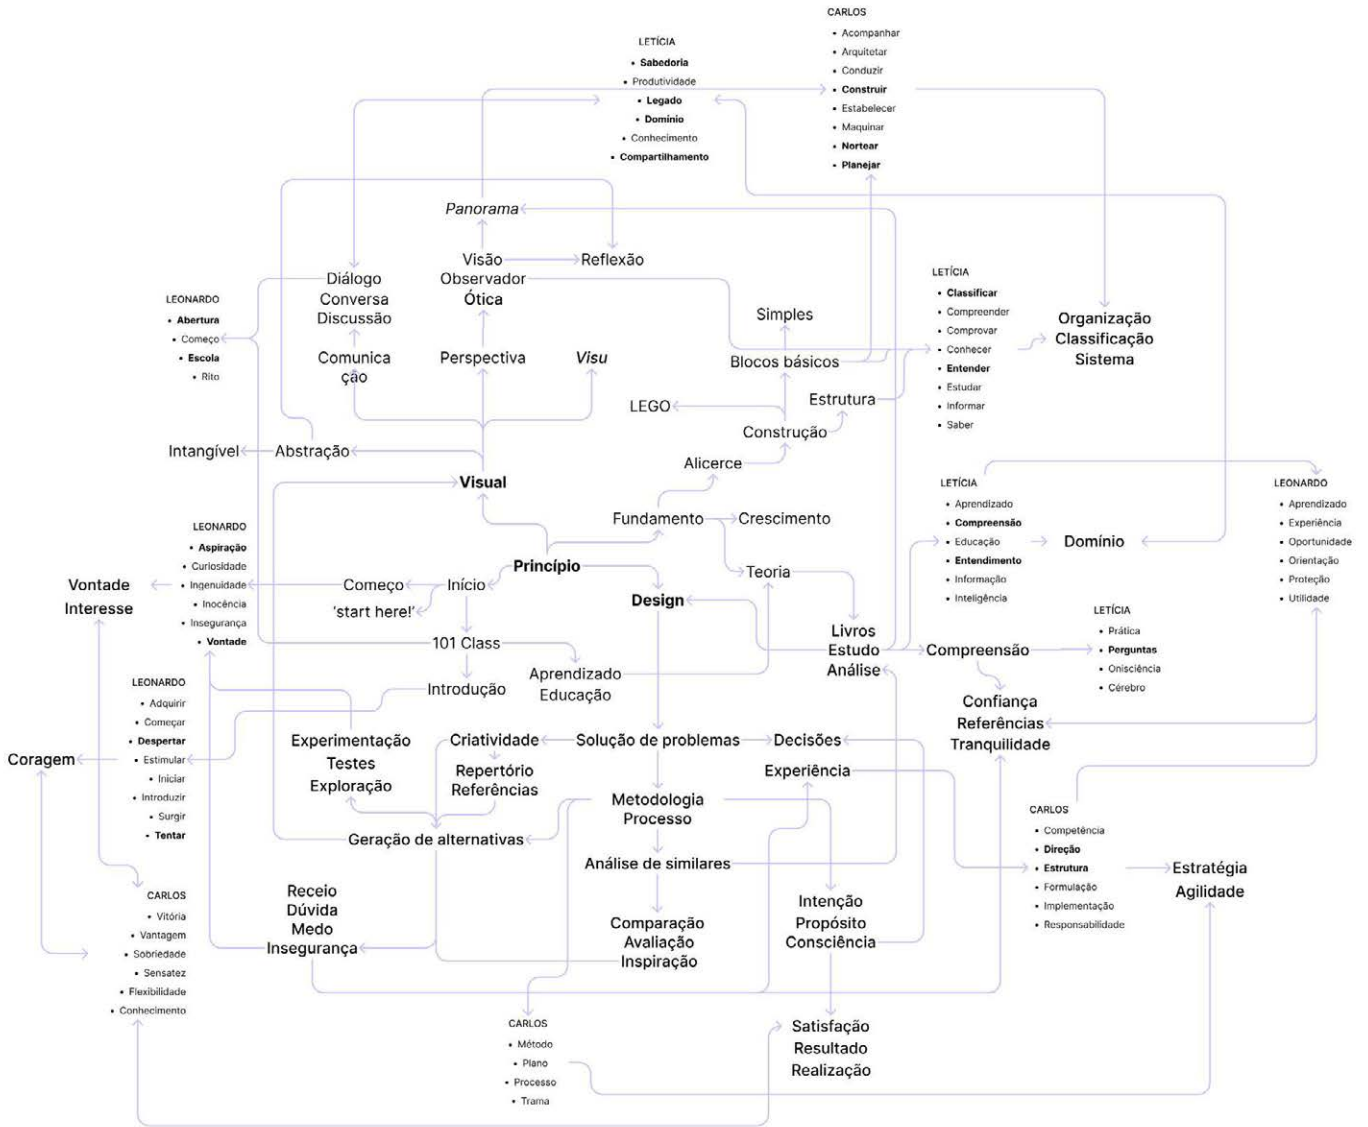 CARLOS
• Acompanhar
• Arquitetar
• Conduzir
• Construir
• Estabelecer
• Maquinar
• Nortear
• Planejar
LETÍCIA
• Sabedoria
• Produtividade
• Legado
• Domínio
• Conhecimento
• Compartilhamento
Panorama
Visão
Observador
Ótica
Reflexão
Diálogo
Conversa
Discussão
LEONARDO
• Abertura
• Começo
• Escola
• Rito
Comunica
ção
Perspectiva
Visu
Simples
Blocos básicos
LEGO
Estrutura
Construção
Alicerce
LETÍCIA
• Classificar
• Compreender
• Comprovar
• Conhecer
• Entender
• Estudar
• Informar
• Saber
Organização
Classificação
Sistema
Intangível
Abstração
Visual
Fundamento
Crescimento
Teoria
LETÍCIA
• Aprendizado
• Compreensão
• Educação
• Entendimento
• Informação
• Inteligência
Domínio
LEONARDO
• Aprendizado
• Experiência
• Oportunidade
• Orientação
• Proteção
• Utilidade
LEONARDO
• Aspiração
• Curiosidade
• Ingenuidade
• Inocência
• Insegurança
• Vontade
Vontade
Interesse
Começo
Início
'start here!'
Princípio
Design
101 Class
Aprendizado
Educação
Introdução
Livros
Estudo
Análise
Compreensão
LETÍCIA
• Prática
• Perguntas
• Onisciência
• Cérebro
Confiança
Referências
Tranquilidade
LEONARDO
• Adquirir
• Começar
• Despertar
• Estimular
• Iniciar
• Introduzir
• Surgir
• Tentar
Coragem
Experimentação
Testes
Exploração
Criatividade
Repertório
Referências
Solução de problemas
Decisões
Experiência
Metodologia
Processo
Geração de alternativas
Análise de similares
CARLOS
• Competência
• Direção
• Estrutura
• Formulação
• Implementação
• Responsabilidade
Estratégia
Agilidade
CARLOS
• Vitória
• Vantagem
• Sobriedade
• Sensatez
• Flexibilidade
• Conhecimento
Receio
Dúvida
Medo
Insegurança
Comparação
Avaliação
Inspiração
Intenção
Propósito
Consciência
CARLOS
• Método
• Plano
• Processo
• Trama
Satisfação
Resultado
Realização